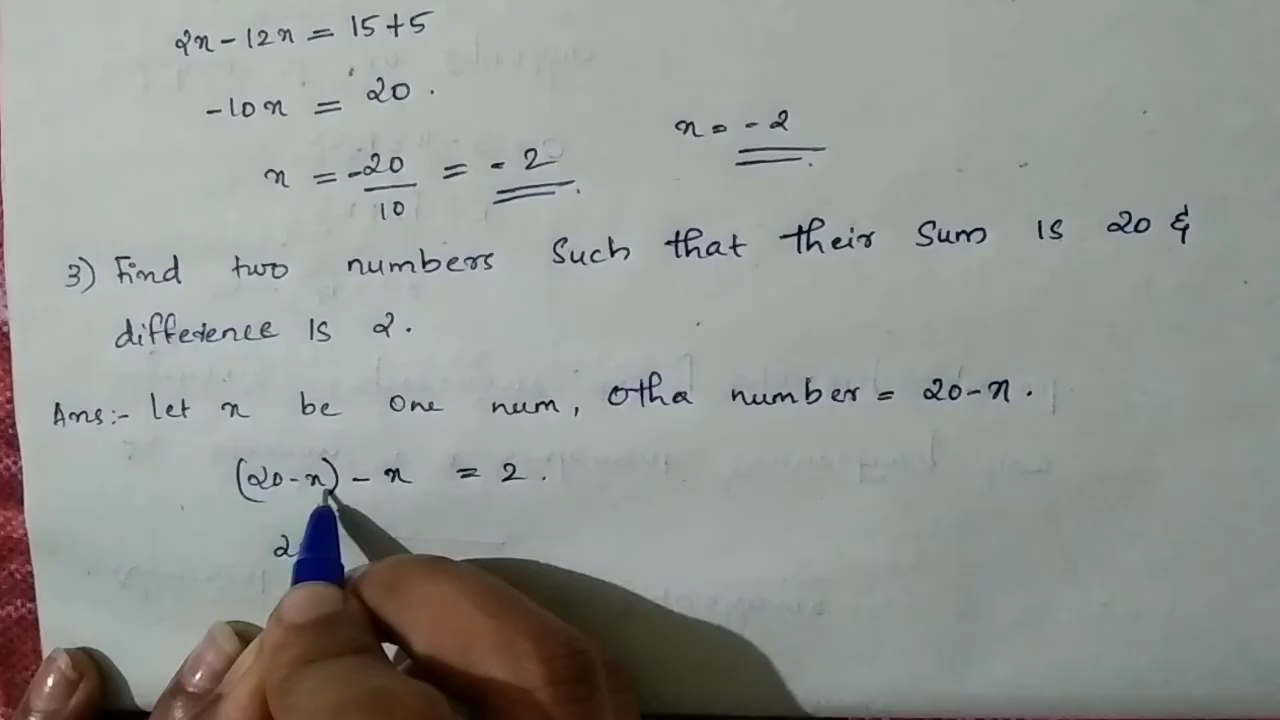 2x - 12x = 15+5
-10x = 20.
x = -20/10 = -2.
x = -2.
3) Find two numbers Such that their Sum is 20 &
difference is 2.
Ans:- let x be one num, Otha number = 20-x.
(20-x) - x = 2.
2